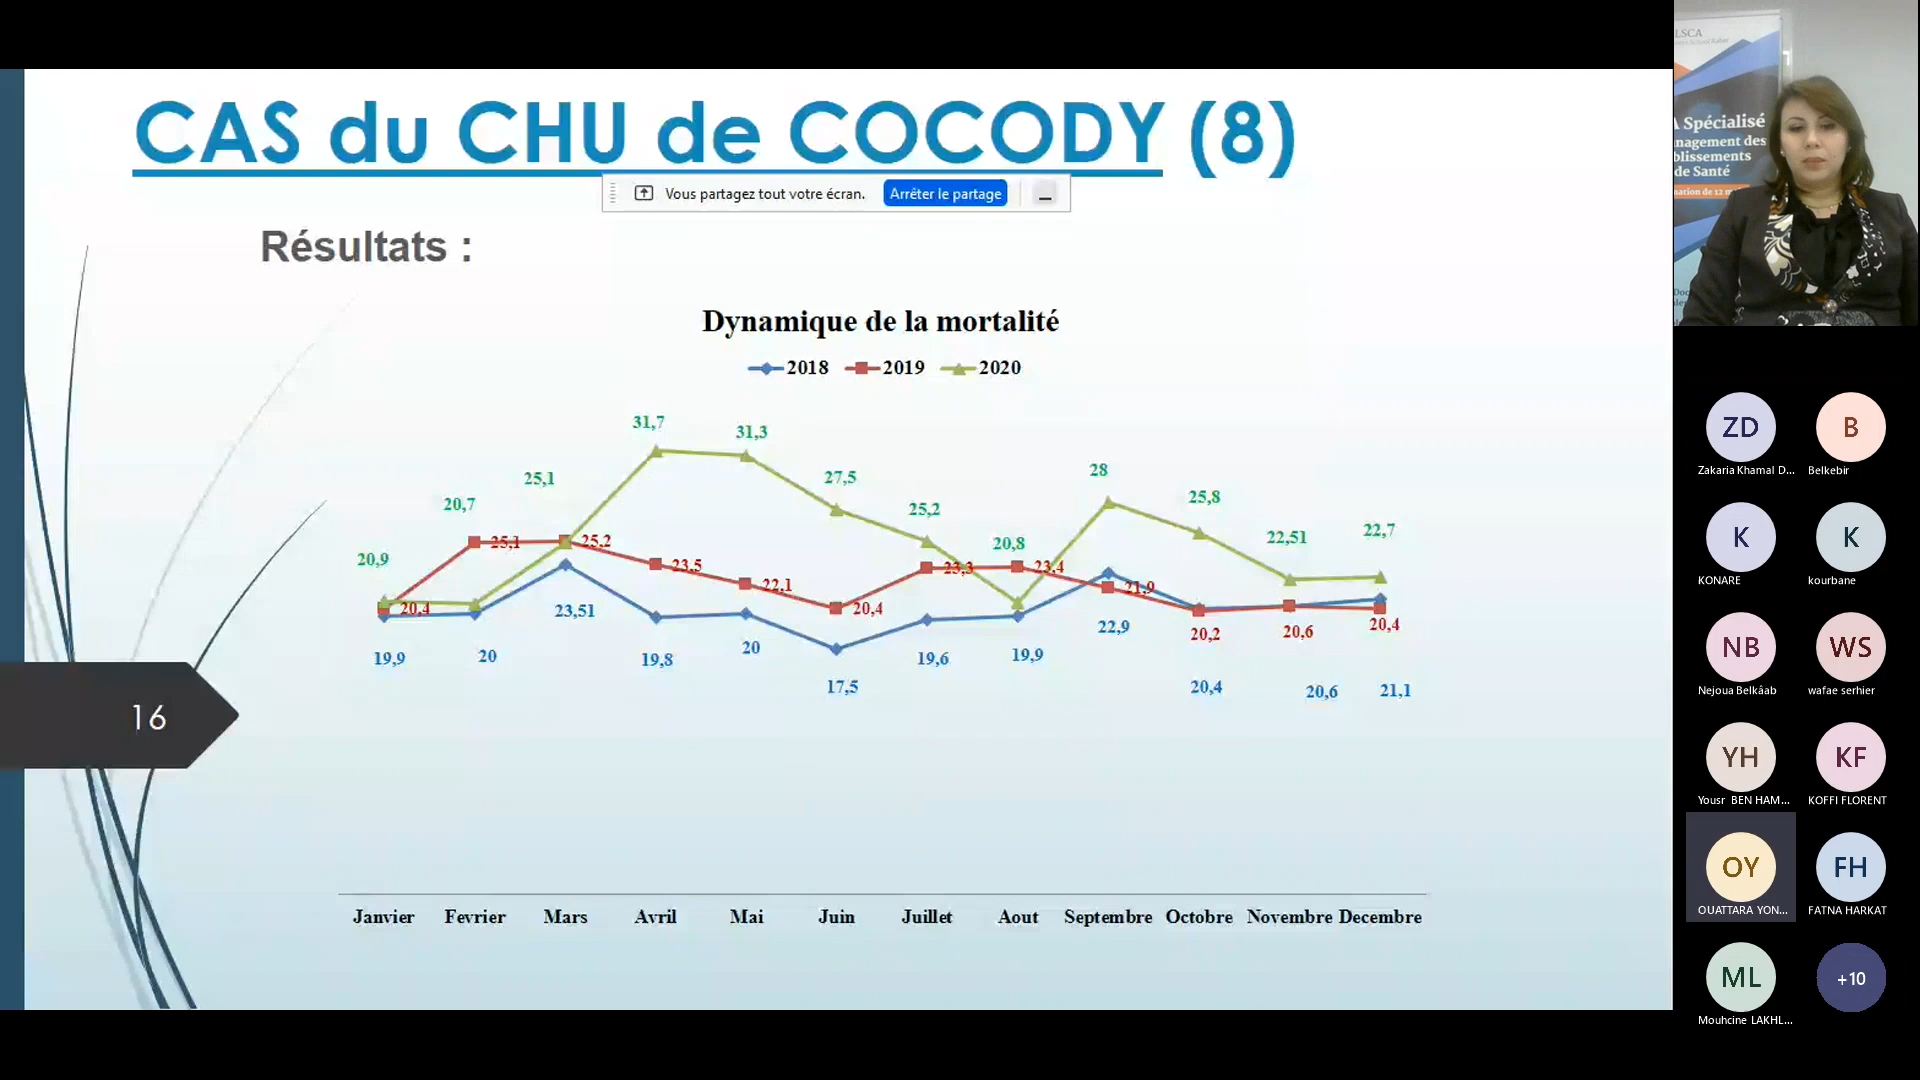 CAS du CHU de COCODY (8)
Vous partagez tout votre écran. Arrêter le partage
Résultats :
Dynamique de la mortalité
2018 2019 2020
31,7
31,3
28
25,1
27,5
25,8
20,7
25,2
22,7
22,51
20,8
25,1
25,2
20,9
23,5
23,3
23,4
22,1
21,9
20,4
20,4
23,51
22,9
20,2
20,6
20,4
19,9
20
19,8
20
19,6
19,9
17,5
20,4
20,6
21,1
16
Janvier Fevrier Mars Avril Mai Juin Juillet Aout Septembre Octobre Novembre Decembre
LSCA
A Spécialisé
nagement des
blissements
de Santé
ZD
B
Zakaria Khamal D...
Belkebir
K
K
KONARE
kourbane
NB
WS
Nejoua Belkâab
wafae serhier
YH
KF
Yousr BEN HAM...
KOFFI FLORENT
OY
FH
OUATTARA YON...
FATNA HARKAT
ML
+10
Mouhcine LAKHL...